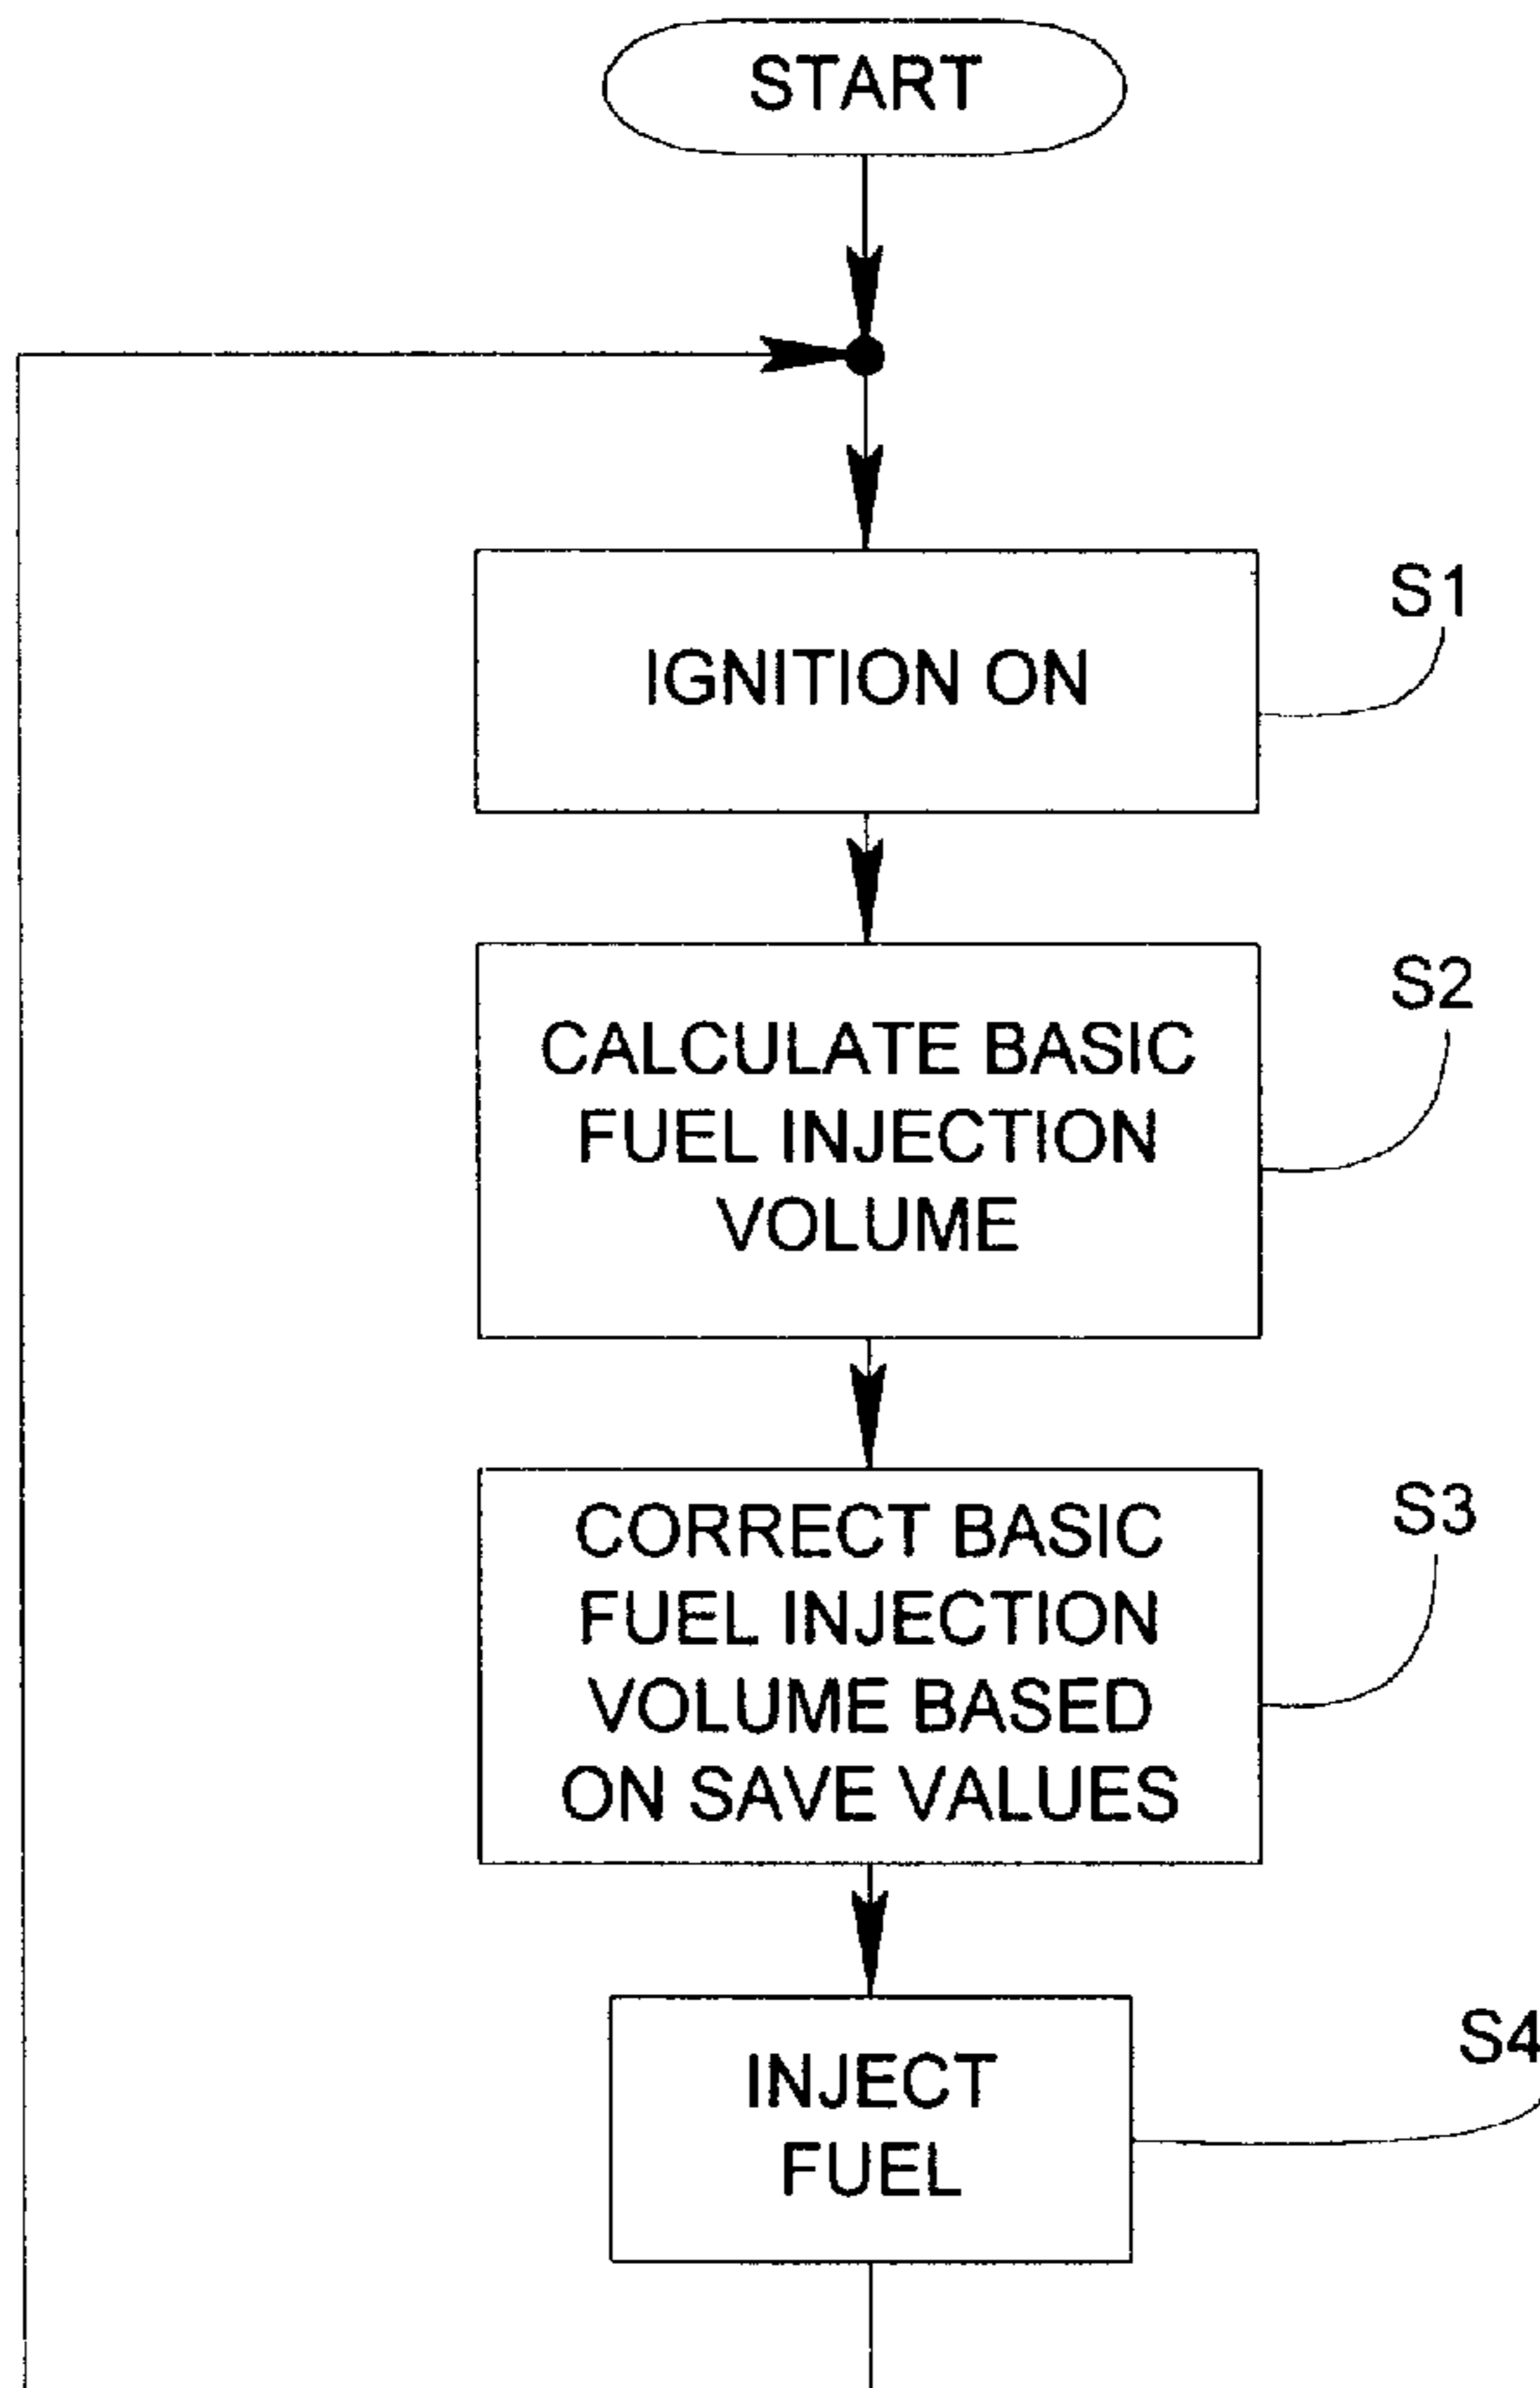 START
IGNITION ON
S1
CALCULATE BASIC
FUEL INJECTION
VOLUME
S2
CORRECT BASIC
FUEL INJECTION
VOLUME BASED
ON SAVE VALUES
S3
INJECT
FUEL
S4